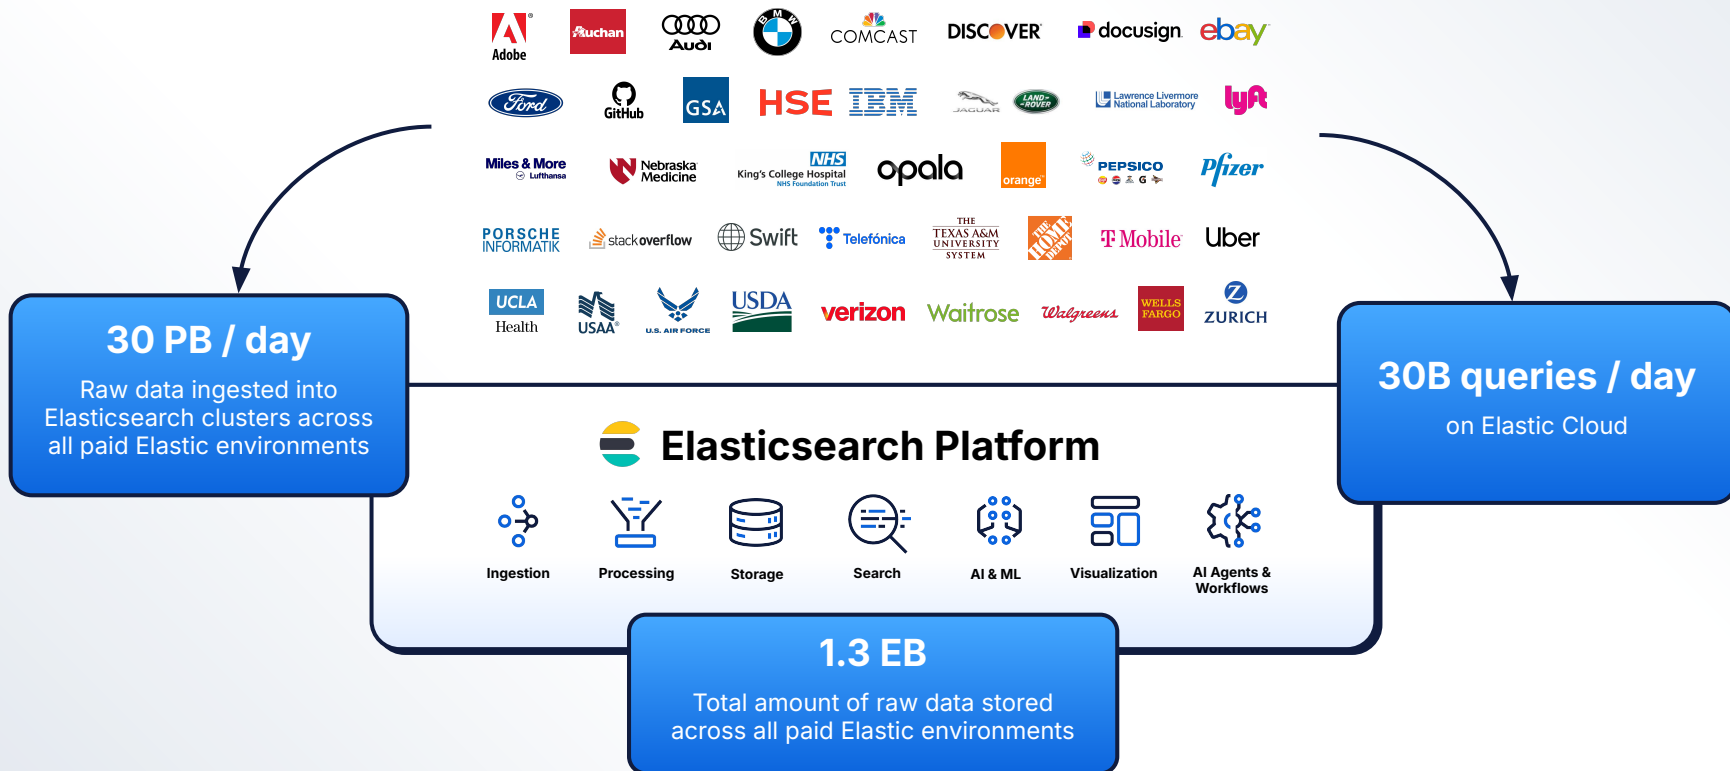 Adobe
Auchan
Audi
BMW
COMCAST
DISCOVER
docusign
ebay
Ford
GitHub
GSA
HSE
IBM
JAGUAR
LAND-
ROVER
Lawrence Livermore
National Laboratory
lyft
Miles & More
Lufthansa
Nebraska
Medicine
NHS
King's College Hospital
NHS Foundation Trust
opala
orange™
PEPSICO
Pfizer
PORSCHE
INFORMATIK
stackoverflow
Swift
Telefónica
THE
TEXAS A&M
UNIVERSITY
SYSTEM
THE
HOME
DEPOT
T Mobile
Uber
UCLA
Health
USAA®
U.S. AIR FORCE
USDA
verizon
Waitrose
Walgreens
WELLS
FARGO
Z
ZURICH
30 PB / day
Raw data ingested into
Elasticsearch clusters across
all paid Elastic environments
30B queries / day
on Elastic Cloud
Elasticsearch Platform
Ingestion
Processing
Storage
Search
AI & ML
Visualization
AI Agents &
Workflows
1.3 EB
Total amount of raw data stored
across all paid Elastic environments